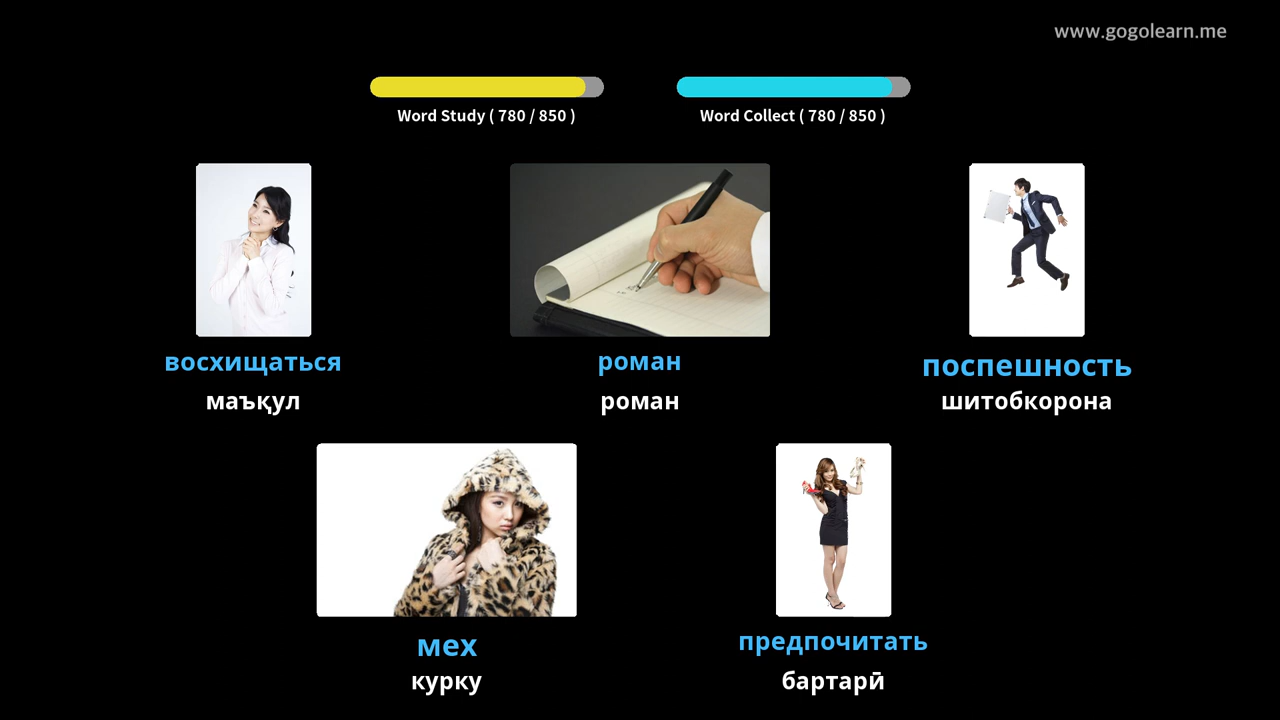 www.gogolearn.me
Word Study ( 780 / 850 )
Word Collect ( 780 / 850 )
восхищаться
маъқул
роман
роман
поспешность
шитобкорона
мех
курку
предпочитать
бартарӣ